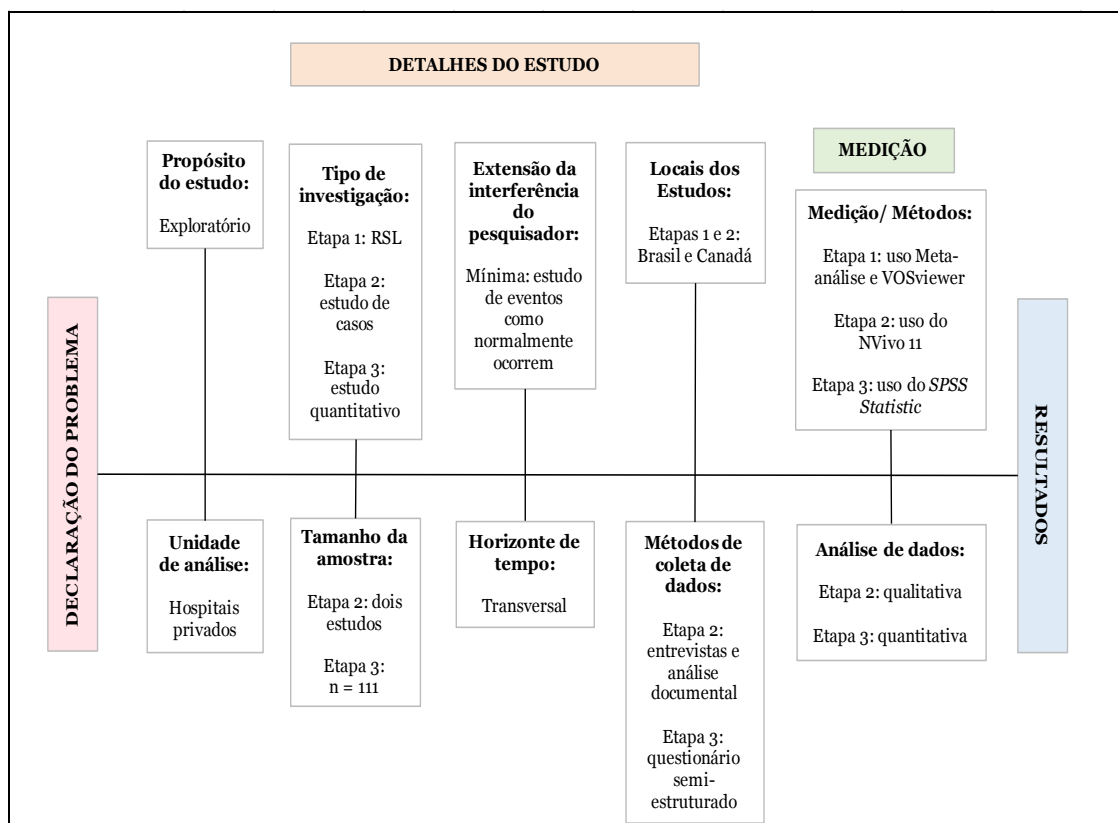 DETALHES DO ESTUDO
DECLARAÇÃO DO PROBLEMA
Propósito
do estudo:
Exploratório
Tipo de
investigação:
Etapa 1: RSL
Etapa 2:
estudo de
casos
Etapa 3:
estudo
quantitativo
Extensão da
interferência
do
pesquisador:
Mínima: estudo
de eventos
como
normalmente
ocorrem
Locais dos
Estudos:
Etapas 1 e 2:
Brasil e Canadá
MEDIÇÃO
Medição/ Métodos:
Etapa 1: uso Meta-
análise e VOSviewer
Etapa 2: uso do
NVivo 11
Etapa 3: uso do SPSS
Statistic
Unidade
de análise:
Hospitais
privados
Tamanho da
amostra:
Etapa 2: dois
estudos
Etapa 3:
n = 111
Horizonte de
tempo:
Transversal
Métodos de
coleta de
dados:
Etapa 2:
entrevistas e
análise
documental
Etapa 3:
questionário
semi-
estruturado
Análise de dados:
Etapa 2: qualitativa
Etapa 3: quantitativa
RESULTADOS